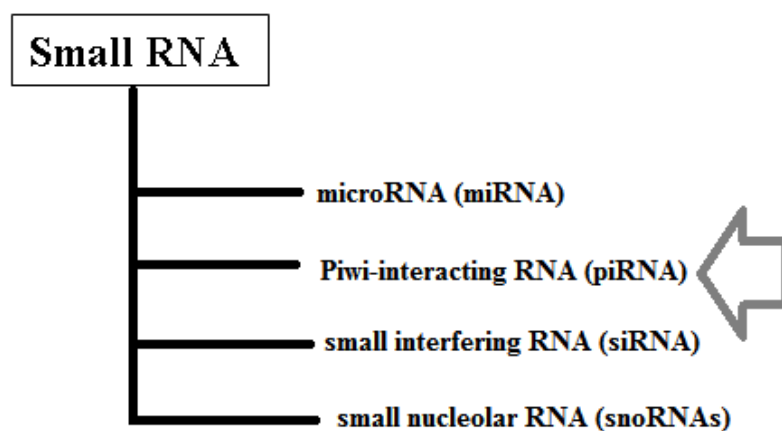 Small RNA
microRNA (miRNA)
Piwi-interacting RNA (piRNA)
small interfering RNA (siRNA)
small nucleolar RNA (snoRNAs)